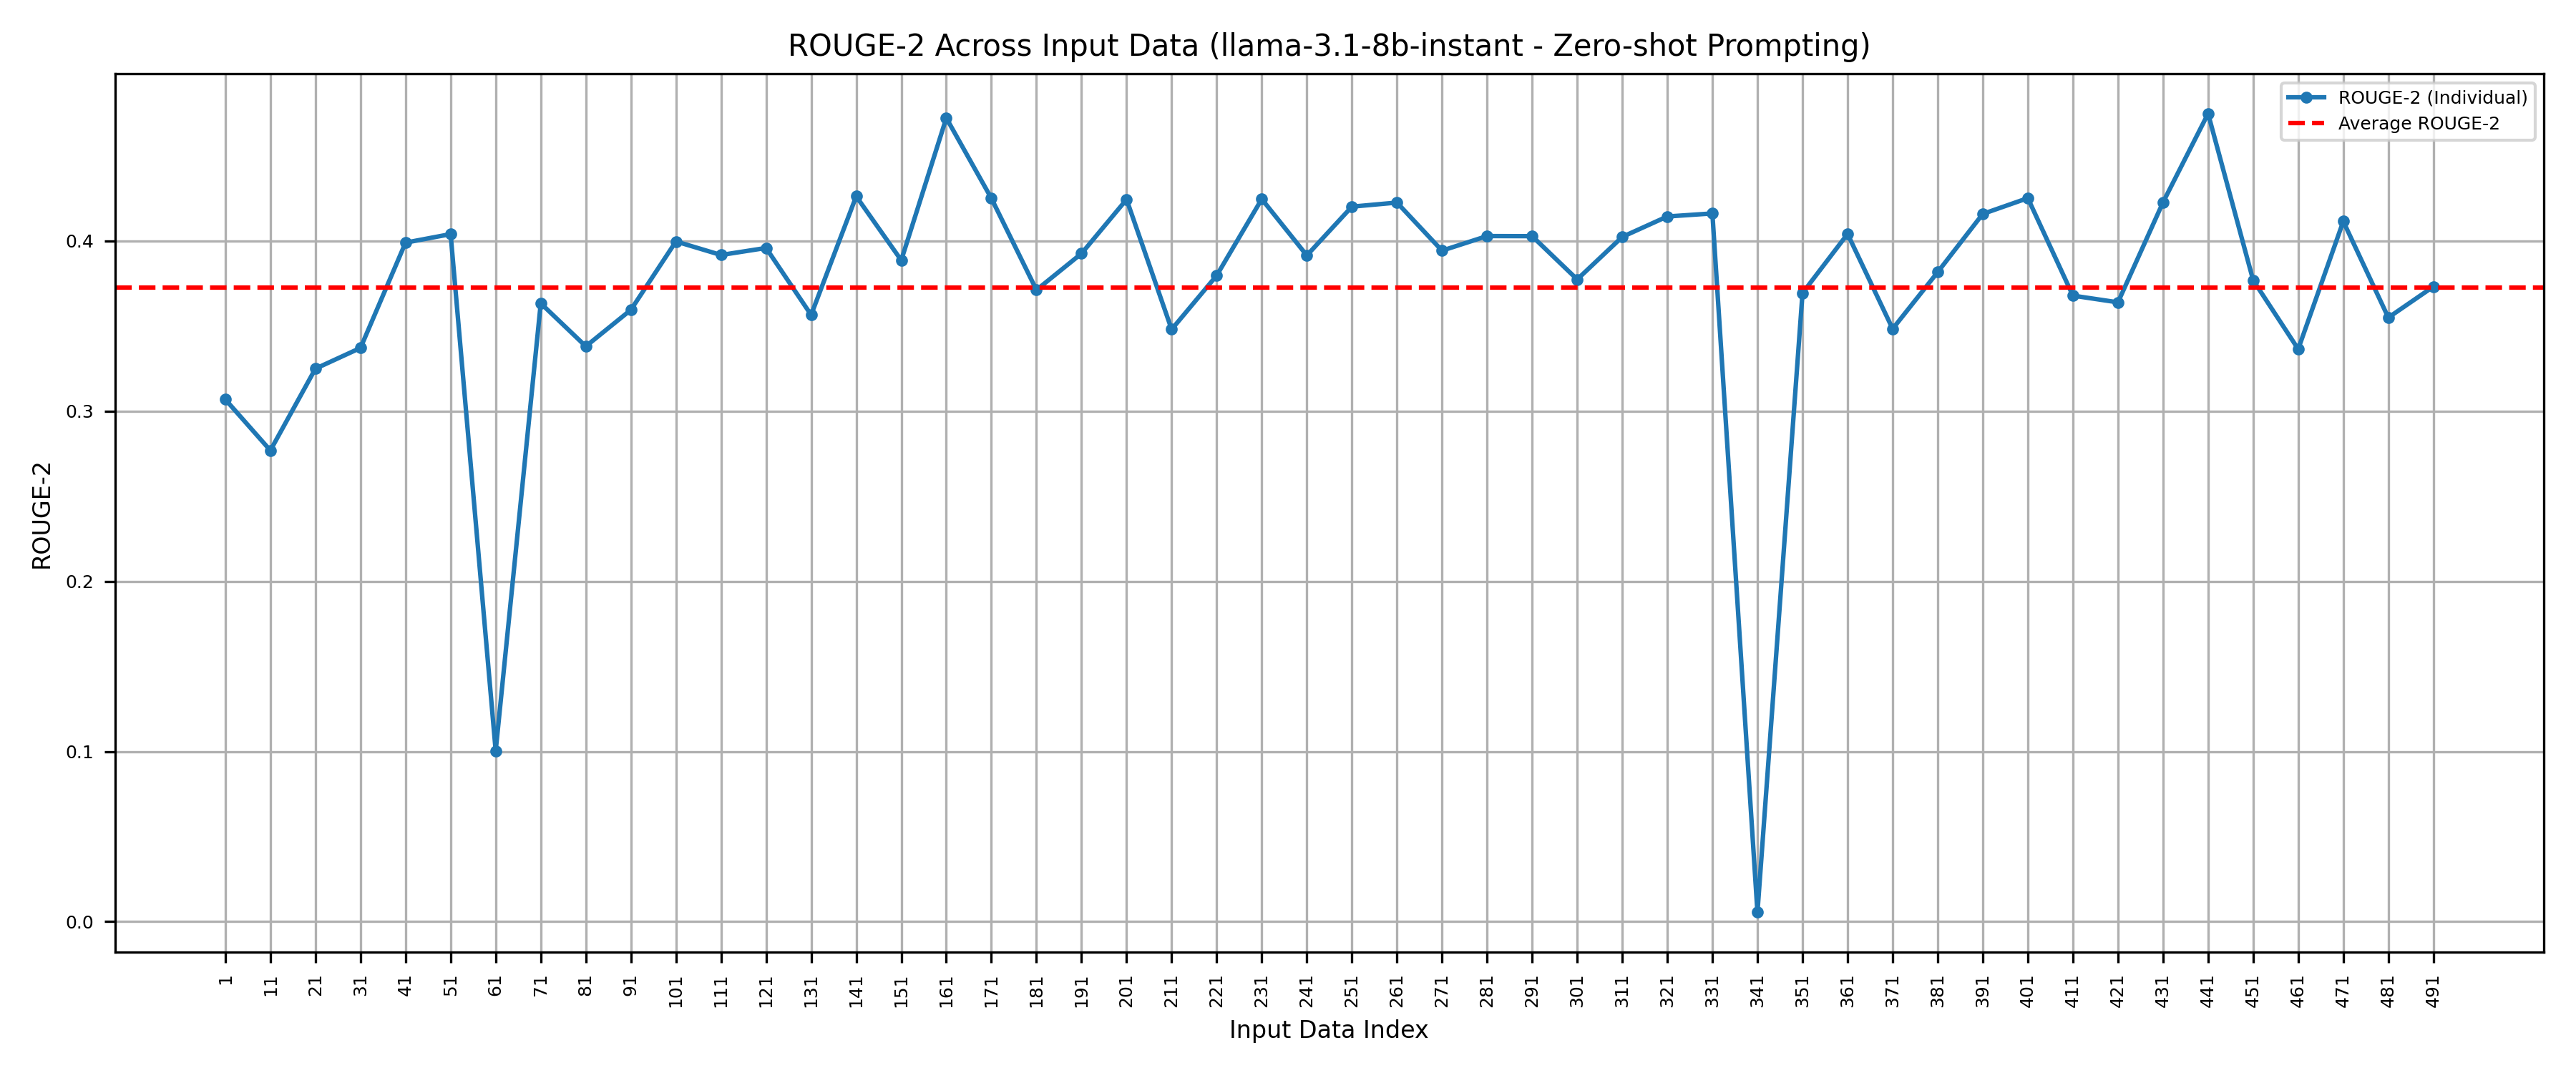 ROUGE-2 Across Input Data (llama-3.1-8b-instant - Zero-shot Prompting)
ROUGE-2 (Individual)
Average ROUGE-2
ROUGE-2
0.4
0.3
0.2
0.1
0.0
1 11 21 31 41 51 61 71 81 91 101 111 121 131 141 151 161 171 181 191 201 211 221 231 241 251 261 271 281 291 301 311 321 331 341 351 361 371 381 391 401 411 421 431 441 451 461 471 481 491
Input Data Index